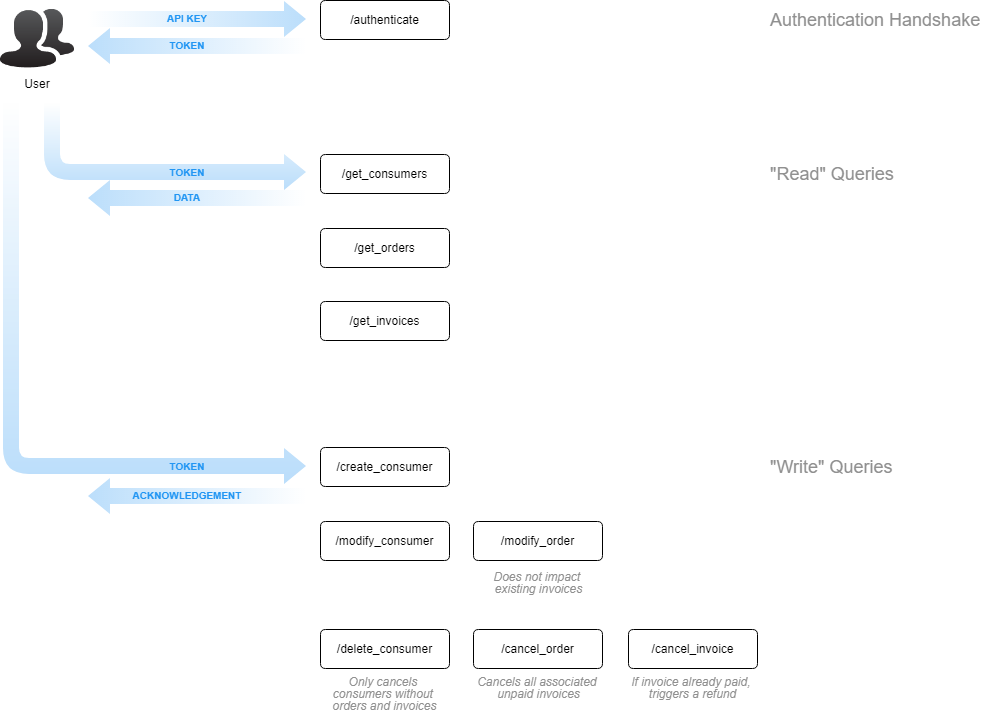 API KEY
/authenticate
Authentication Handshake
TOKEN
User
TOKEN
/get_consumers
"Read" Queries
DATA
/get_orders
/get_invoices
TOKEN
/create_consumer
"Write" Queries
ACKNOWLEDGEMENT
/modify_consumer
/modify_order
Does not impact
existing invoices
/delete_consumer
/cancel_order
/cancel_invoice
Only cancels
consumers without
orders and invoices
Cancels all associated
unpaid invoices
If invoice already paid,
triggers a refund